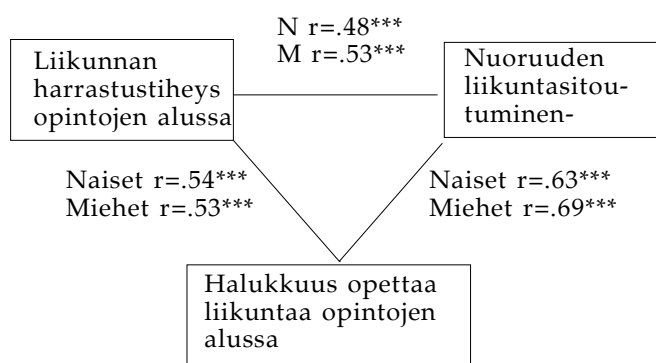 N r=.48***
M r=.53***
Liikunnan
harrastustiheys
opintojen alussa
Nuoruuden
liikuntasitou-
tuminen-
Naiset r=.54***
Miehet r=.53***
Naiset r=.63***
Miehet r=.69***
Halukkuus opettaa
liikuntaa opintojen
alussa